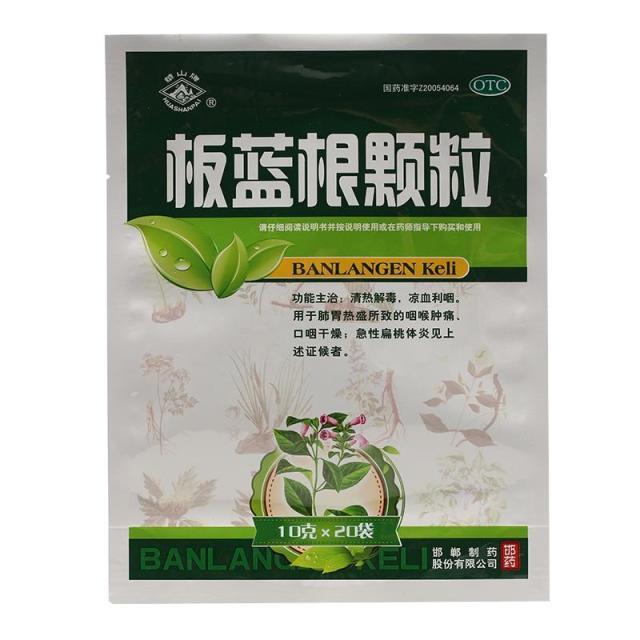 華山牌
HUASHANPAI
®
国药准字Z20054064
OTC
板蓝根颗粒
请仔细阅读说明书并按说明使用或在药师指导下购买和使用
BANLANGEN Keli
功能主治：清热解毒，凉血利咽。
用于肺胃热盛所致的咽喉肿痛、
口咽干燥；急性扁桃体炎见上
述证候者。
10克×20袋
BANLANG
KELI
邯郸制药
股份有限公司
邯药